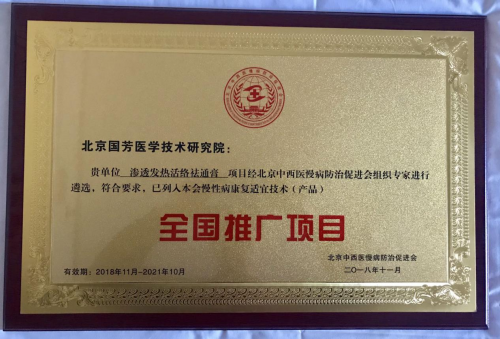 北京国芳医学技术研究院：
贵单位 渗透发热活络祛通膏 项目经北京中西医慢病防治促进会组织专家进行
遴选，符合要求，已列入本会慢性病康复适宜技术（产品）
全国推广项目
北京中西医慢病防治促进会
有效期：2018年11月-2021年10月
二〇一八年十一月